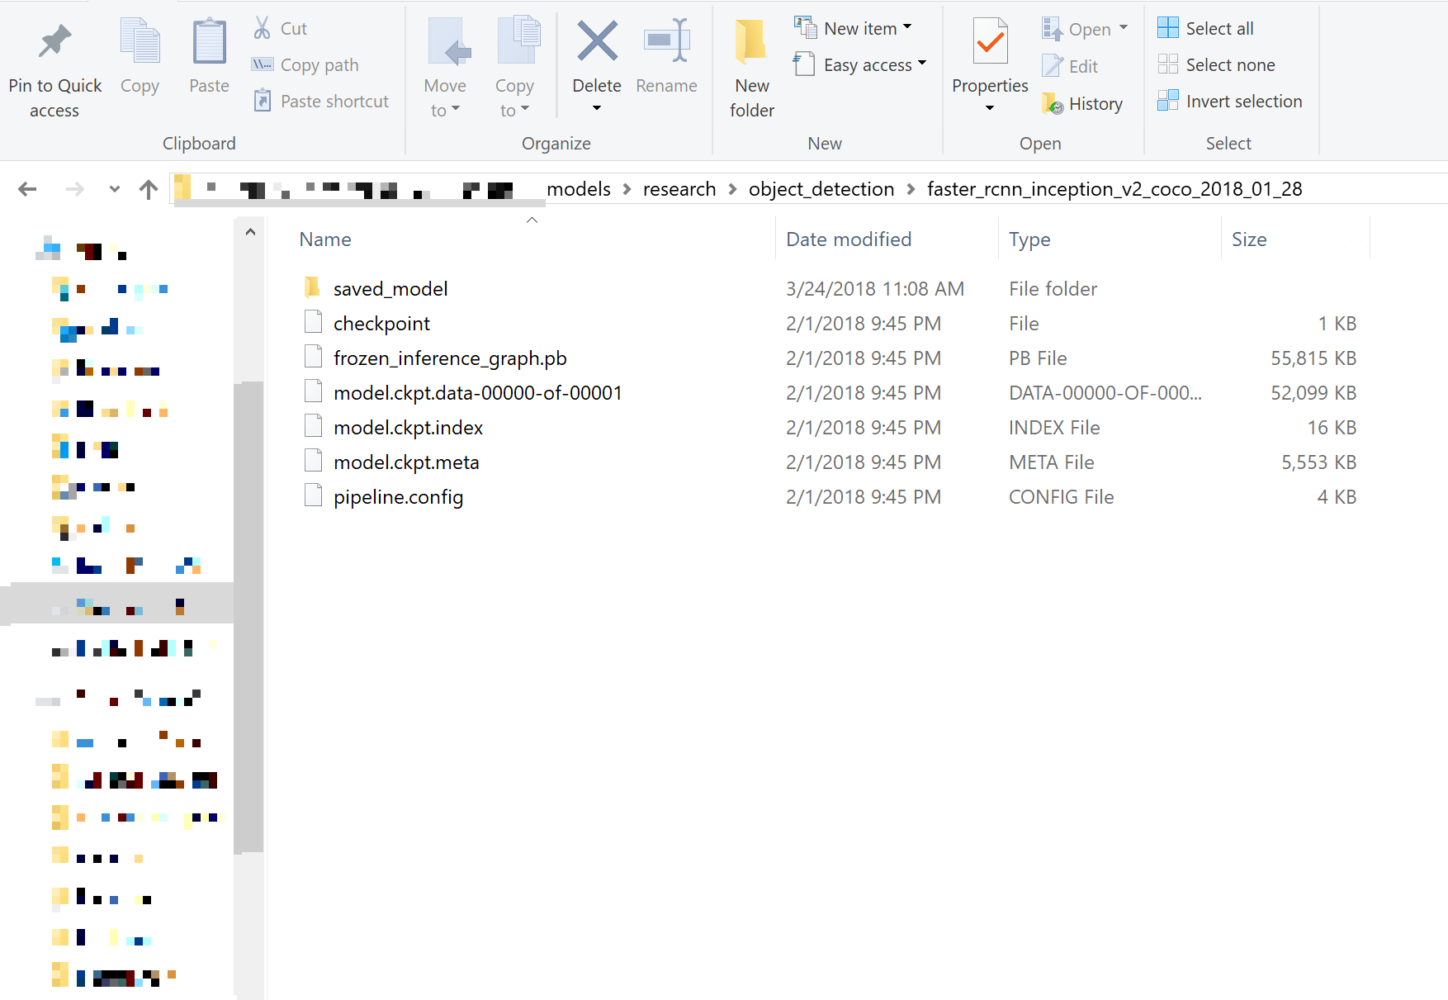 Pin to Quick access
Copy
Paste
Cut
Copy path
Paste shortcut
Clipboard
Move to
Copy to
Delete
Rename
Organize
New folder
New item
Easy access
New
Properties
Open
Edit
History
Open
Select all
Select none
Invert selection
Select
models > research > object_detection > faster_rcnn_inception_v2_coco_2018_01_28
Name Date modified Type Size
saved_model 3/24/2018 11:08 AM File folder
checkpoint 2/1/2018 9:45 PM File 1 KB
frozen_inference_graph.pb 2/1/2018 9:45 PM PB File 55,815 KB
model.ckpt.data-00000-of-00001 2/1/2018 9:45 PM DATA-00000-OF-000... 52,099 KB
model.ckpt.index 2/1/2018 9:45 PM INDEX File 16 KB
model.ckpt.meta 2/1/2018 9:45 PM META File 5,553 KB
pipeline.config 2/1/2018 9:45 PM CONFIG File 4 KB